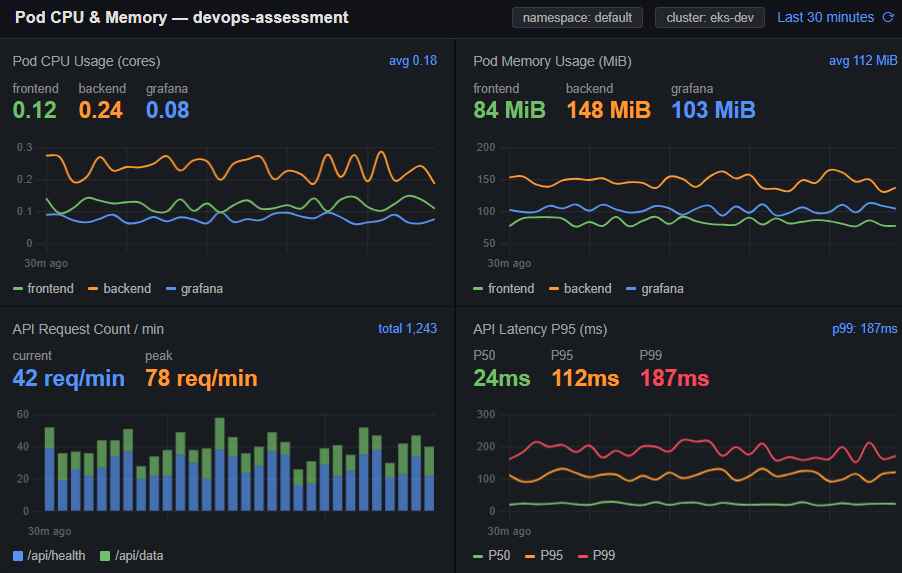 Pod CPU & Memory — devops-assessment
namespace: default
cluster: eks-dev
Last 30 minutes
Pod CPU Usage (cores)
avg 0.18
frontend backend grafana
0.12 0.24 0.08
0.3
0.2
0.1
0
30m ago
frontend backend grafana
Pod Memory Usage (MiB)
avg 112 MiB
frontend backend grafana
84 MiB 148 MiB 103 MiB
200
150
100
50
30m ago
frontend backend grafana
API Request Count / min
total 1,243
current peak
42 req/min 78 req/min
60
40
20
0
30m ago
/api/health /api/data
API Latency P95 (ms)
p99: 187ms
P50 P95 P99
24ms 112ms 187ms
300
200
100
0
30m ago
P50 P95 P99